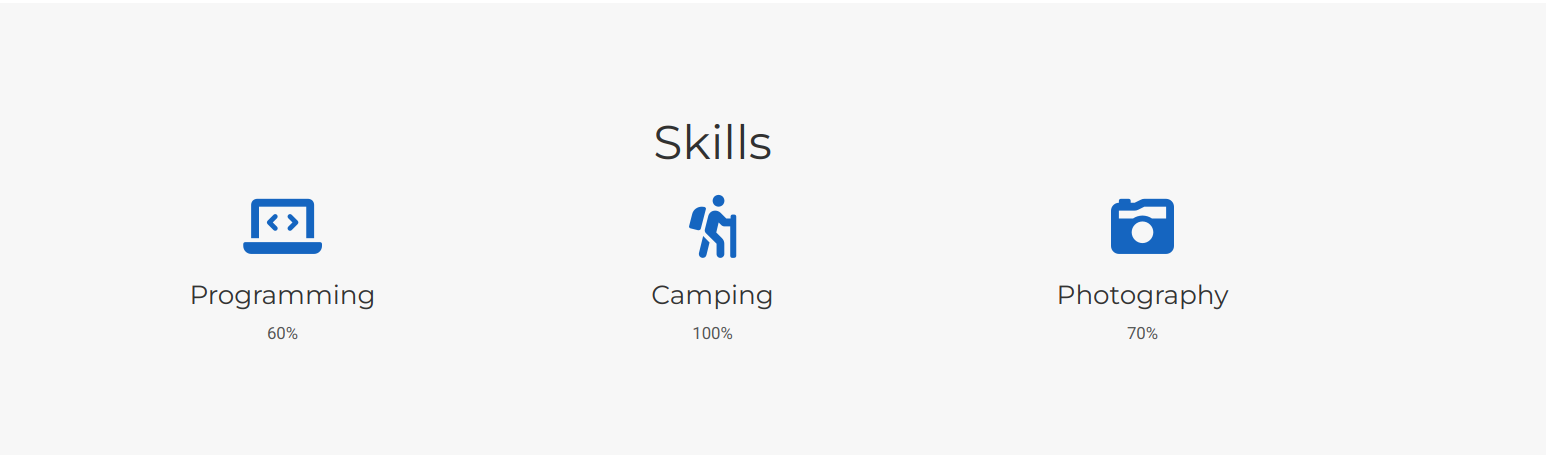 Skills
Programming
Camping
Photography
60%
100%
70%